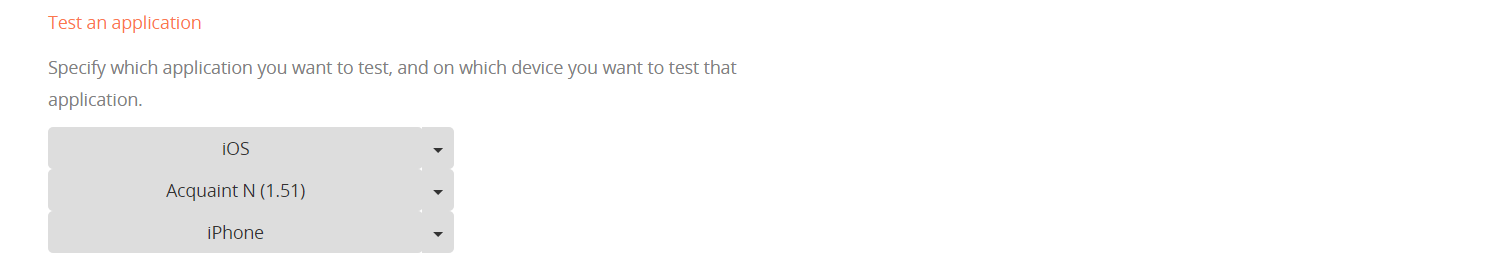 Test an application
Specify which application you want to test, and on which device you want to test that
application.
iOS
Acquaint N (1.51)
iPhone